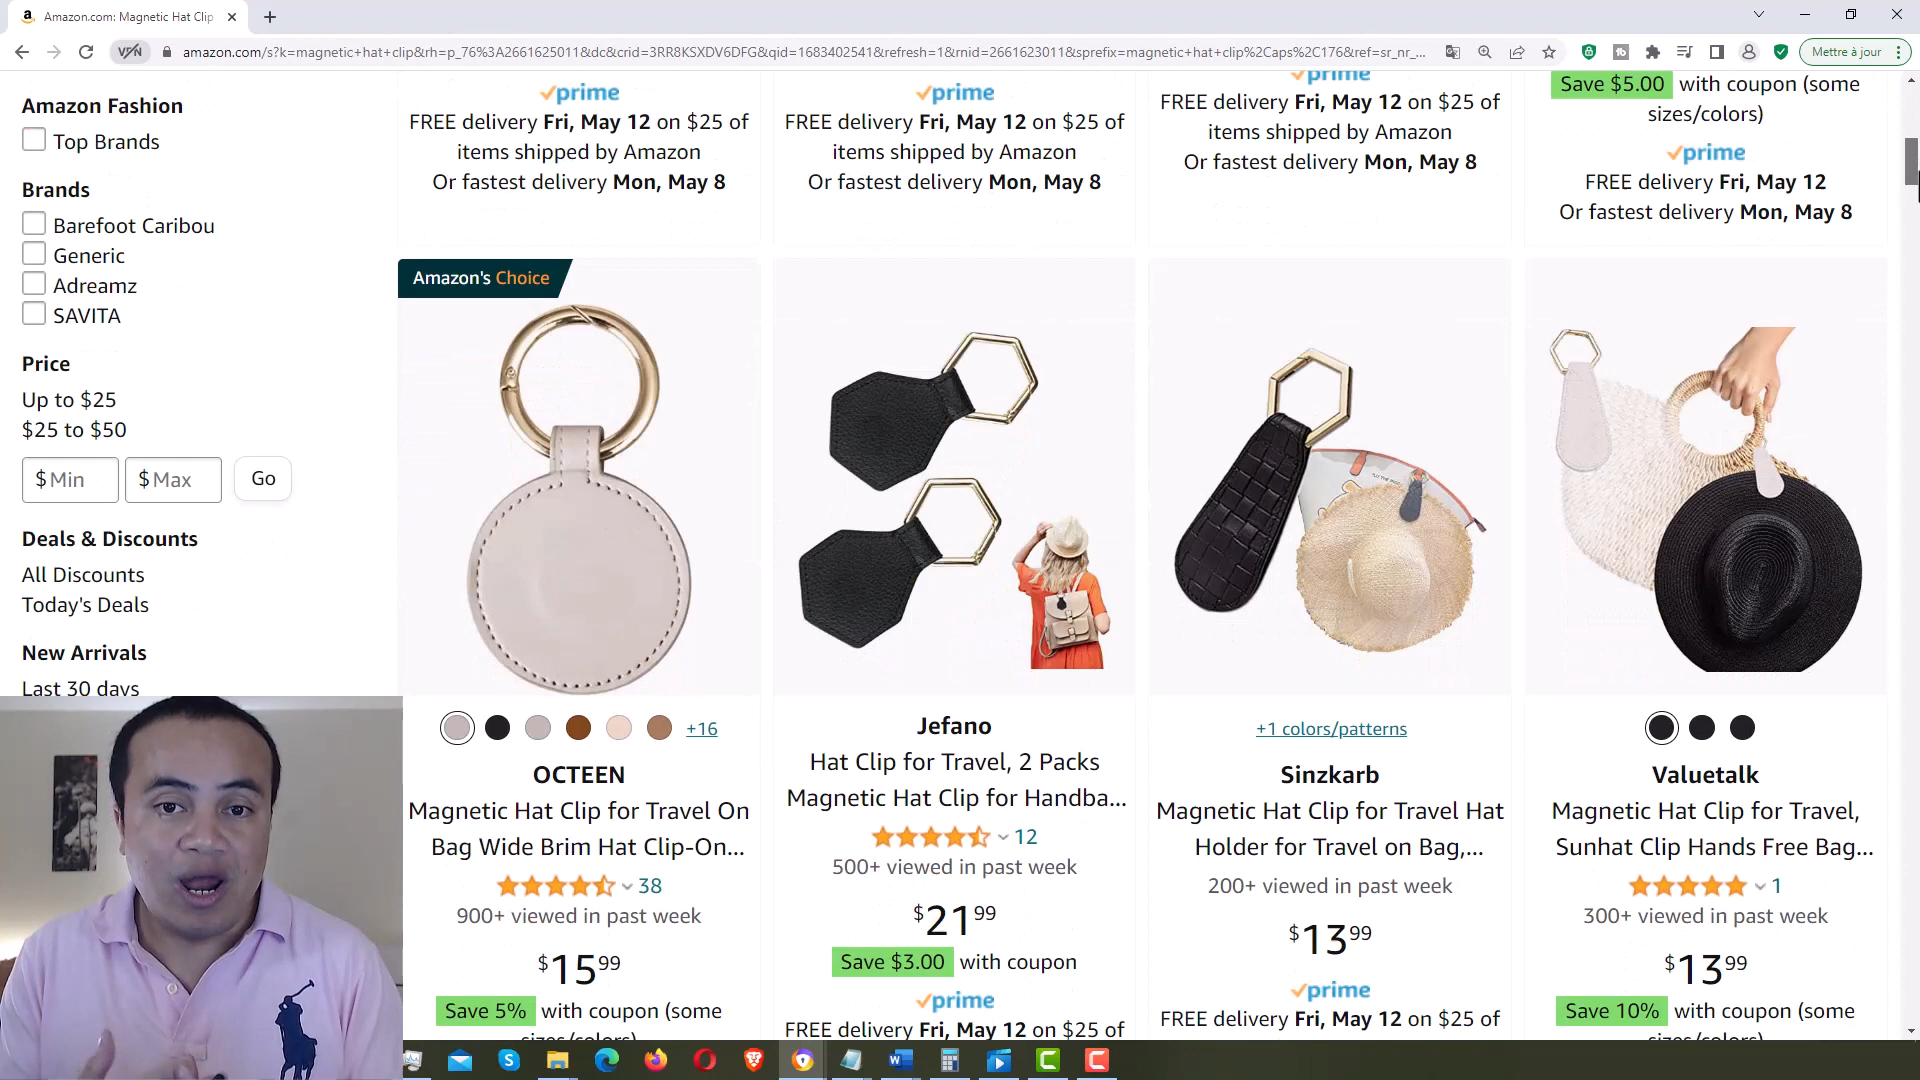 Amazon.com: Magnetic Hat Clip
VPN
amazon.com/s?k=magnetic+hat+clip&rh=p_76%3A2661625011&dc&crid=3RR8KSXDV6DFG&qid=1683402541&refresh=1&rnid=2661623011&sprefix=magnetic+hat+clip%2Caps%2C176&ref=sr_nr_...
Mettre à jour
Amazon Fashion
Top Brands
Brands
Barefoot Caribou
Generic
Adreamz
SAVITA
Price
Up to $25
$25 to $50
$ Min
$ Max
Go
Deals & Discounts
All Discounts
Today's Deals
New Arrivals
Last 30 days
prime
FREE delivery Fri, May 12 on $25 of
items shipped by Amazon
Or fastest delivery Mon, May 8
prime
FREE delivery Fri, May 12 on $25 of
items shipped by Amazon
Or fastest delivery Mon, May 8
prime
FREE delivery Fri, May 12 on $25 of
items shipped by Amazon
Or fastest delivery Mon, May 8
Save $5.00 with coupon (some
sizes/colors)
prime
FREE delivery Fri, May 12
Or fastest delivery Mon, May 8
Amazon's Choice
+16
OCTEEN
Magnetic Hat Clip for Travel On
Bag Wide Brim Hat Clip-On...
38
900+ viewed in past week
$15 99
Save 5% with coupon (some
sizes/colors)
Jefano
Hat Clip for Travel, 2 Packs
Magnetic Hat Clip for Handba...
12
500+ viewed in past week
$21 99
Save $3.00 with coupon
prime
FREE delivery Fri, May 12 on $25 of
+1 colors/patterns
Sinzkarb
Magnetic Hat Clip for Travel Hat
Holder for Travel on Bag,...
200+ viewed in past week
$13 99
prime
FREE delivery Fri, May 12 on $25 of
Valuetalk
Magnetic Hat Clip for Travel,
Sunhat Clip Hands Free Bag...
1
300+ viewed in past week
$13 99
Save 10% with coupon (some